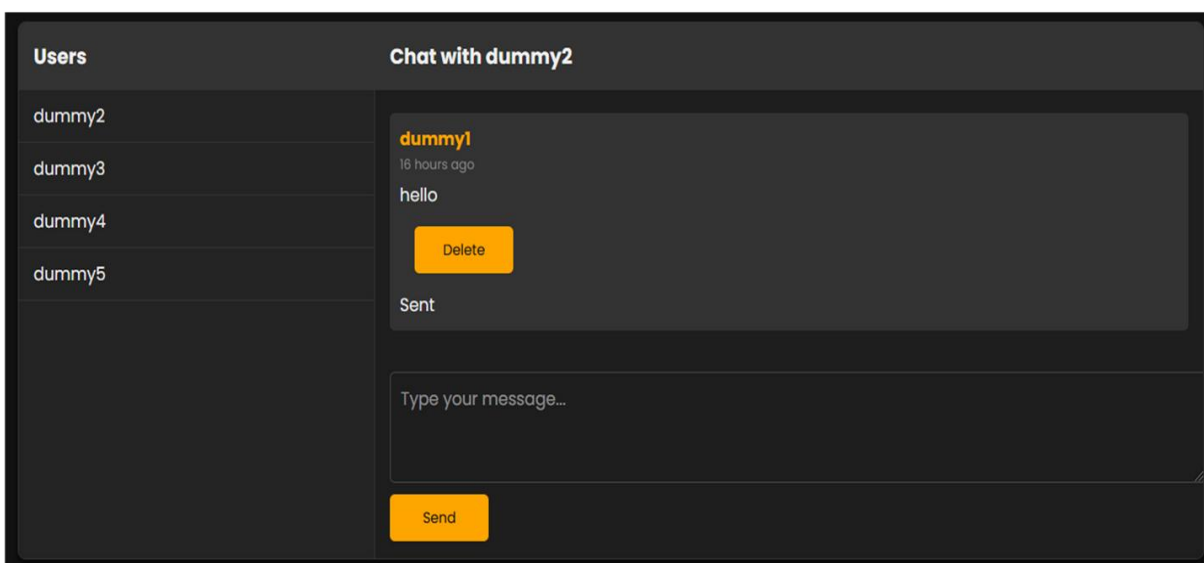 Users
dummy2
dummy3
dummy4
dummy5
Chat with dummy2
dummy1
16 hours ago
hello
Delete
Sent
Type your message...
Send